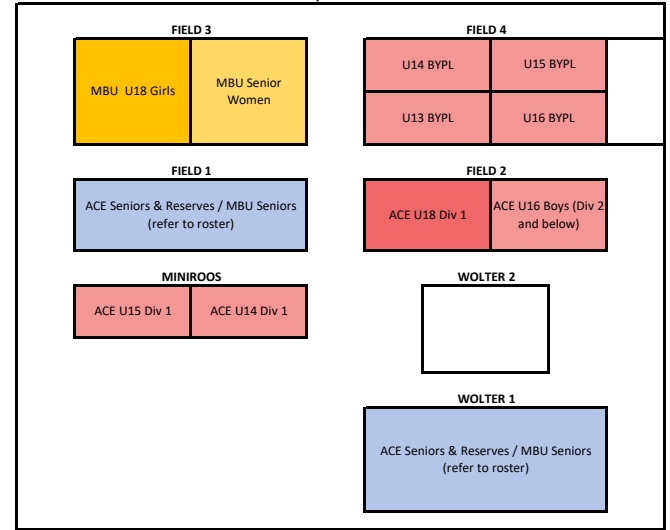 FIELD 3
FIELD 4
MBU U18 Girls
MBU Senior
Women
U14 BYPL
U15 BYPL
U13 BYPL
U16 BYPL
FIELD 1
FIELD 2
ACE Seniors & Reserves / MBU Seniors
(refer to roster)
ACE U18 Div 1
ACE U16 Boys (Div 2
and below)
MINIROOS
WOLTER 2
ACE U15 Div 1
ACE U14 Div 1
WOLTER 1
ACE Seniors & Reserves / MBU Seniors
(refer to roster)